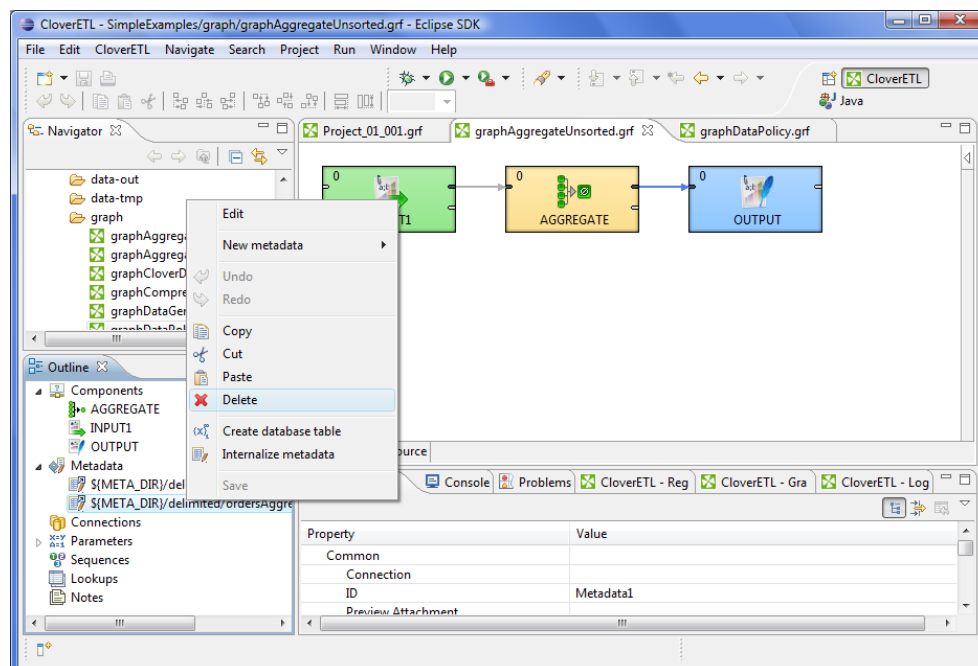 CloverETL - SimpleExamples/graph/graphAggregateUnsorted.grf - Eclipse SDK
File Edit CloverETL Navigate Search Project Run Window Help
CloverETL
Java
Navigator
Project_01_001.grf graphAggregateUnsorted.grf graphDataPolicy.grf
data-out
data-tmp
graph
graphAggrega
graphAggrega
graphCloverD
graphCompre
graphDataGer
graphDataPoli
0 0 0
T1 AGGREGATE OUTPUT
Edit
New metadata
Undo
Redo
Copy
Cut
Paste
Delete
Create database table
Internalize metadata
Save
Outline
Components
AGGREGATE
INPUT1
OUTPUT
Metadata
${META_DIR}/del
${META_DIR}/delimited/ordersAggre
Connections
Parameters
Sequences
Lookups
Notes
ource
Console Problems CloverETL - Reg CloverETL - Gra CloverETL - Log
Property Value
Common
Connection
ID Metadata1
Preview Attachment